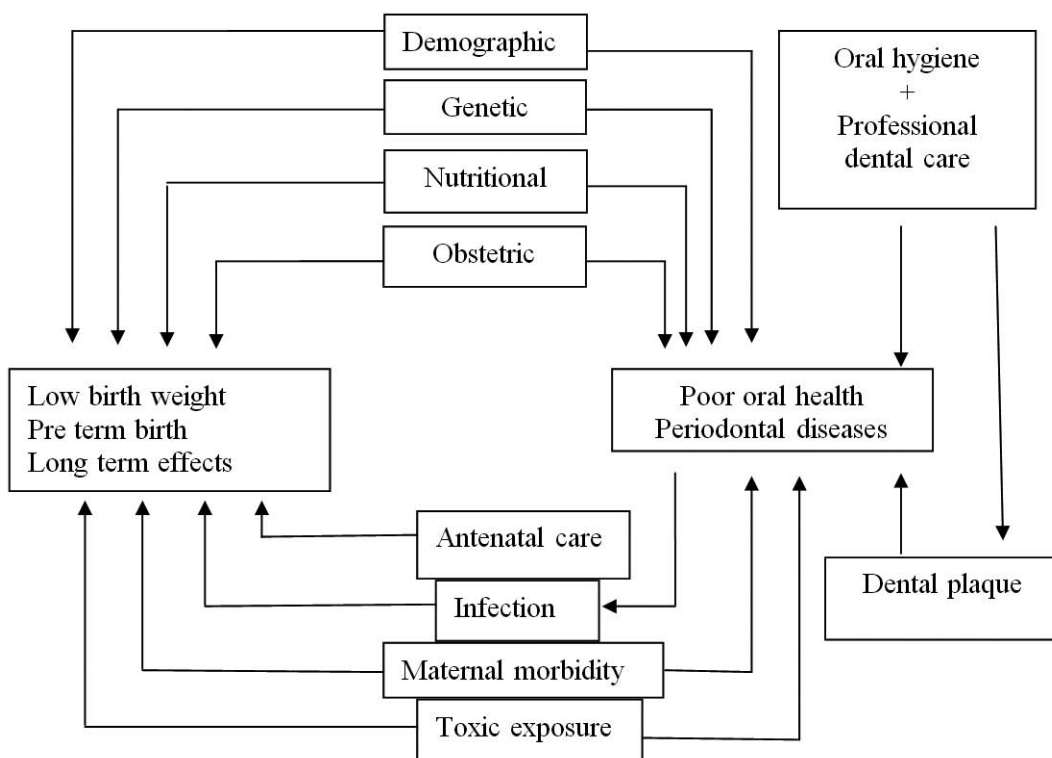 Demographic
Genetic
Nutritional
Obstetric
Oral hygiene
+
Professional
dental care
Low birth weight
Pre term birth
Long term effects
Poor oral health
Periodontal diseases
Antenatal care
Infection
Maternal morbidity
Toxic exposure
Dental plaque